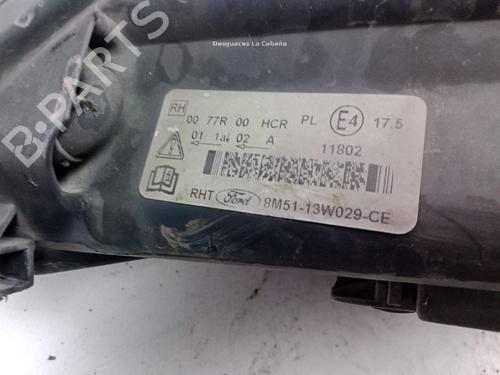 Desguaces La Cabaña
RH
00 77R 00 HCR PL E4 17.5
01 1a 02 A 11802
RHT Ford 8M51-13W029-CE